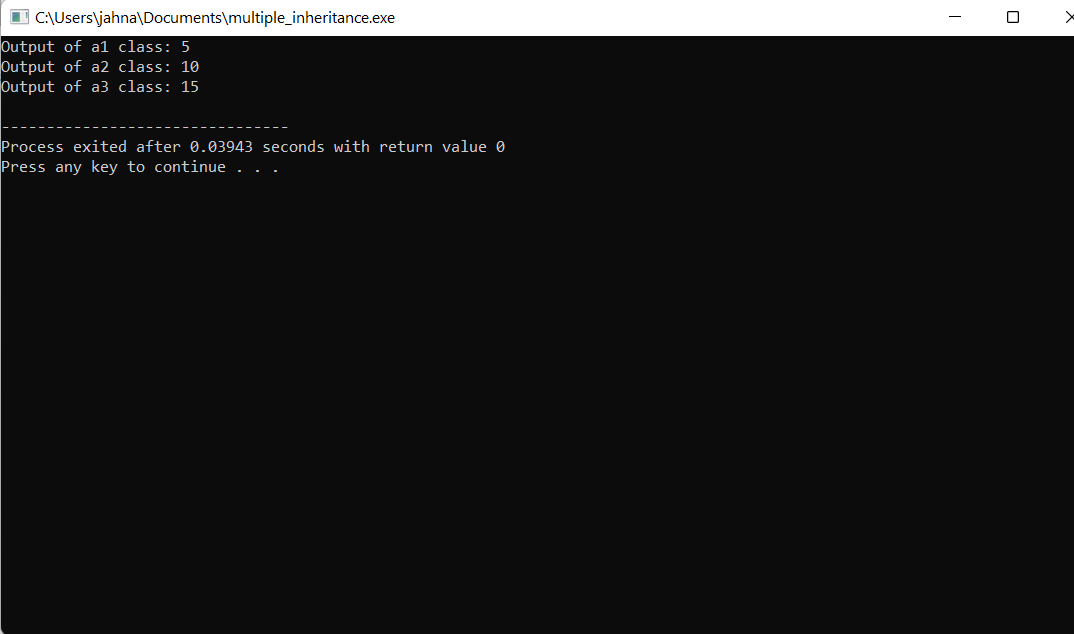 C:\Users\jahna\Documents\multiple_inheritance.exe
Output of a1 class: 5
Output of a2 class: 10
Output of a3 class: 15
--------------------------------
Process exited after 0.03943 seconds with return value 0
Press any key to continue . . .